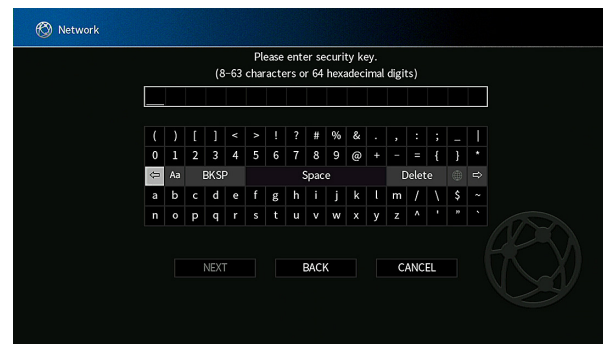 Network
Please enter security key.
(8-63 characters or 64 hexadecimal digits)
( ) [ ] < > ! ? # % & . , : ; _ |
0 1 2 3 4 5 6 7 8 9 @ + - = { } *
⇦ Aa BKSP Space Delete ⇨
a b c d e f g h i j k l m / \ $ ~
n o p q r s t u v w x y z ^ ' " `
NEXT BACK CANCEL